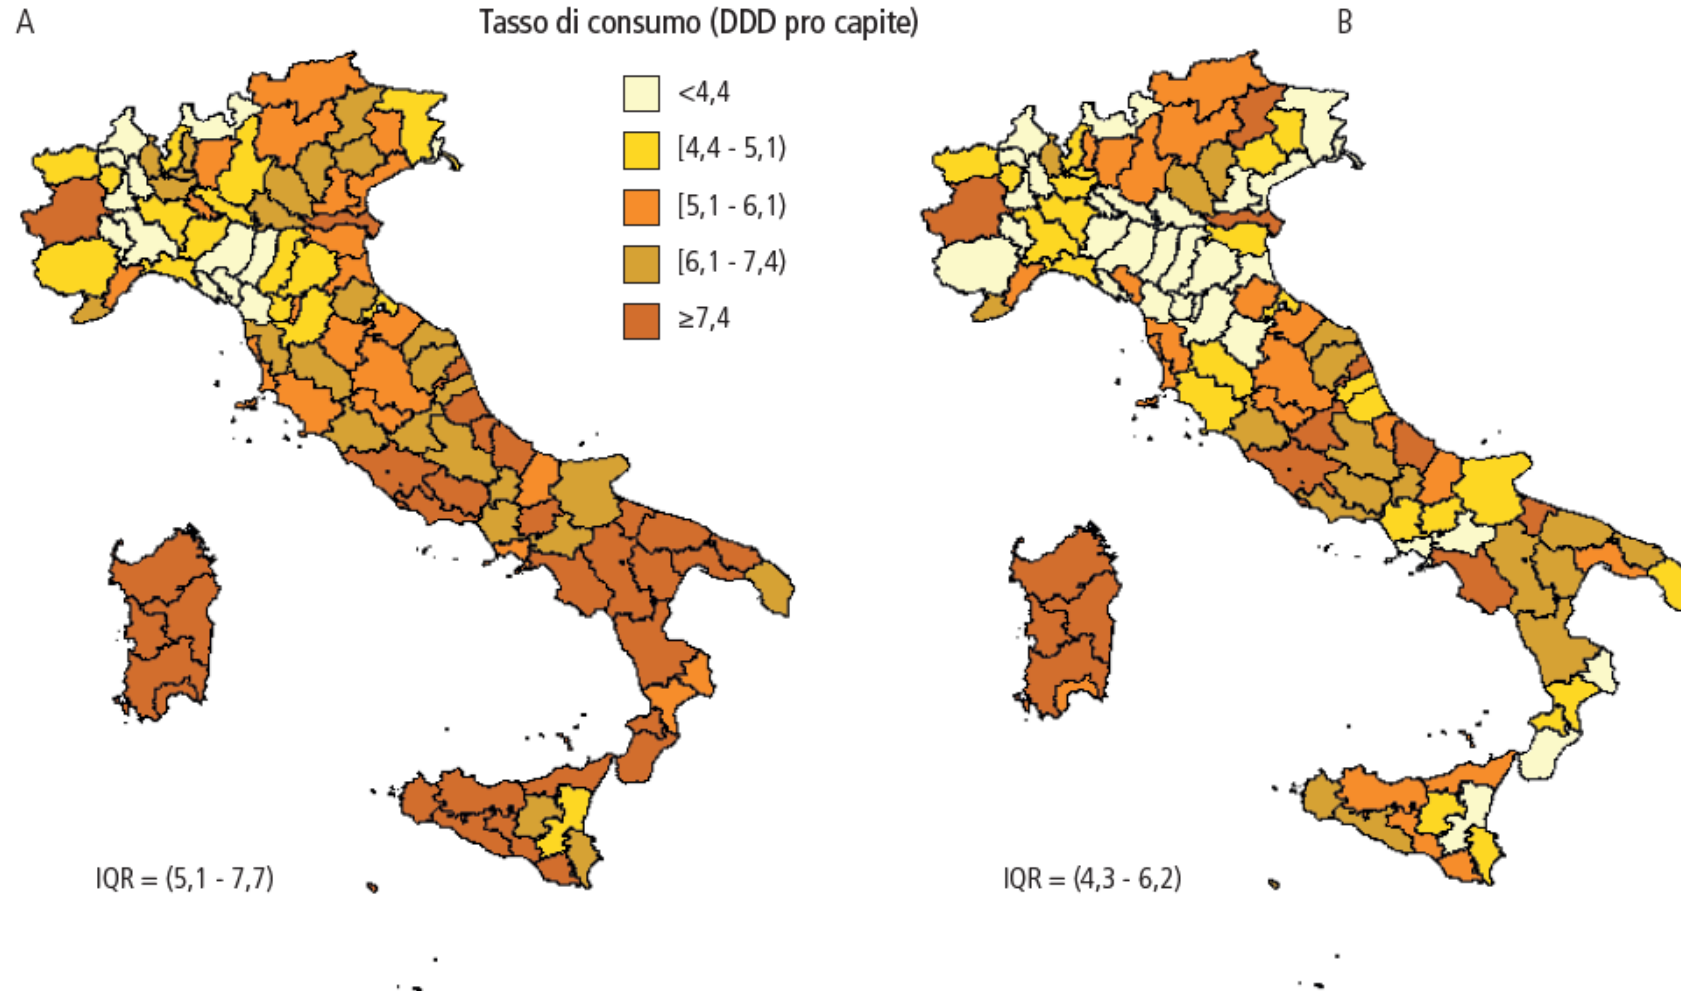 A
Tasso di consumo (DDD pro capite)
B
<4,4
[4,4 - 5,1)
[5,1 - 6,1)
[6,1 - 7,4)
≥7,4
IQR = (5,1 - 7,7)
IQR = (4,3 - 6,2)